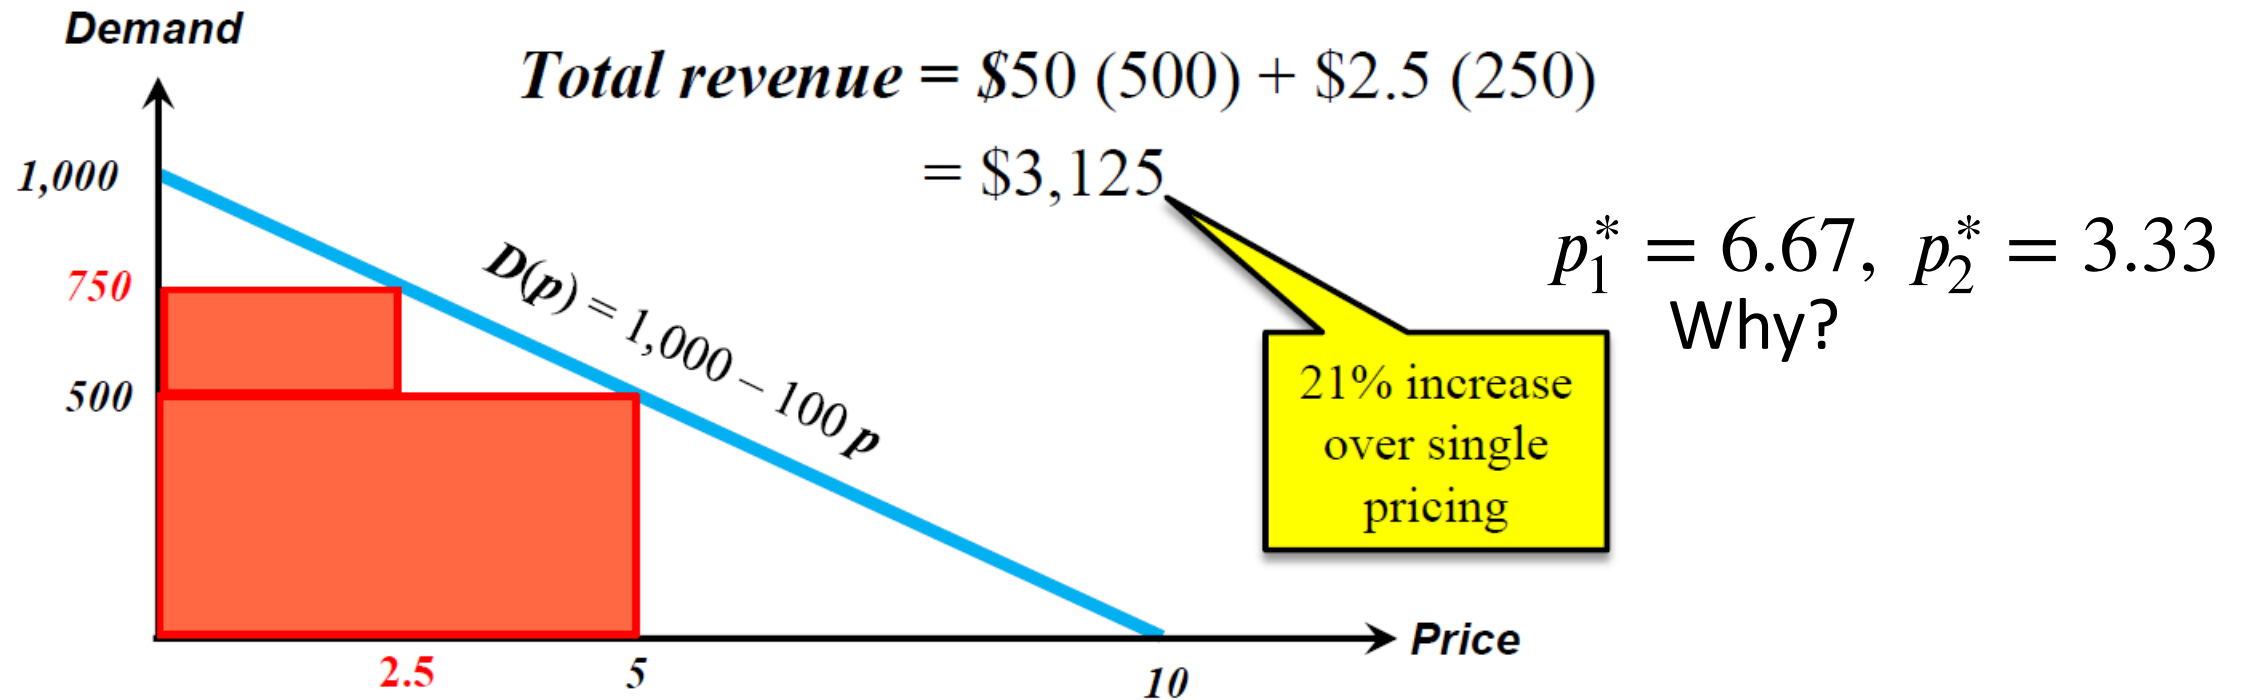 Demand
Total revenue = $50 (500) + $2.5 (250)
= $3,125
1,000
750
500
D(p) = 1,000 – 100 p
p₁* = 6.67, p₂* = 3.33
Why?
21% increase
over single
pricing
Price
2.5
5
10